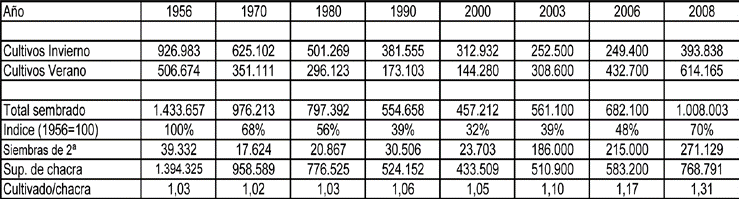 Año 1956 1970 1980 1990 2000 2003 2006 2008
Cultivos Invierno 926.983 625.102 501.269 381.555 312.932 252.500 249.400 393.838
Cultivos Verano 506.674 351.111 296.123 173.103 144.280 308.600 432.700 614.165
Total sembrado 1.433.657 976.213 797.392 554.658 457.212 561.100 682.100 1.008.003
Indice (1956=100) 100% 68% 56% 39% 32% 39% 48% 70%
Siembras de 2ª 39.332 17.624 20.867 30.506 23.703 186.000 215.000 271.129
Sup. de chacra 1.394.325 958.589 776.525 524.152 433.509 510.900 583.200 768.791
Cultivado/chacra 1,03 1,02 1,03 1,06 1,05 1,10 1,17 1,31